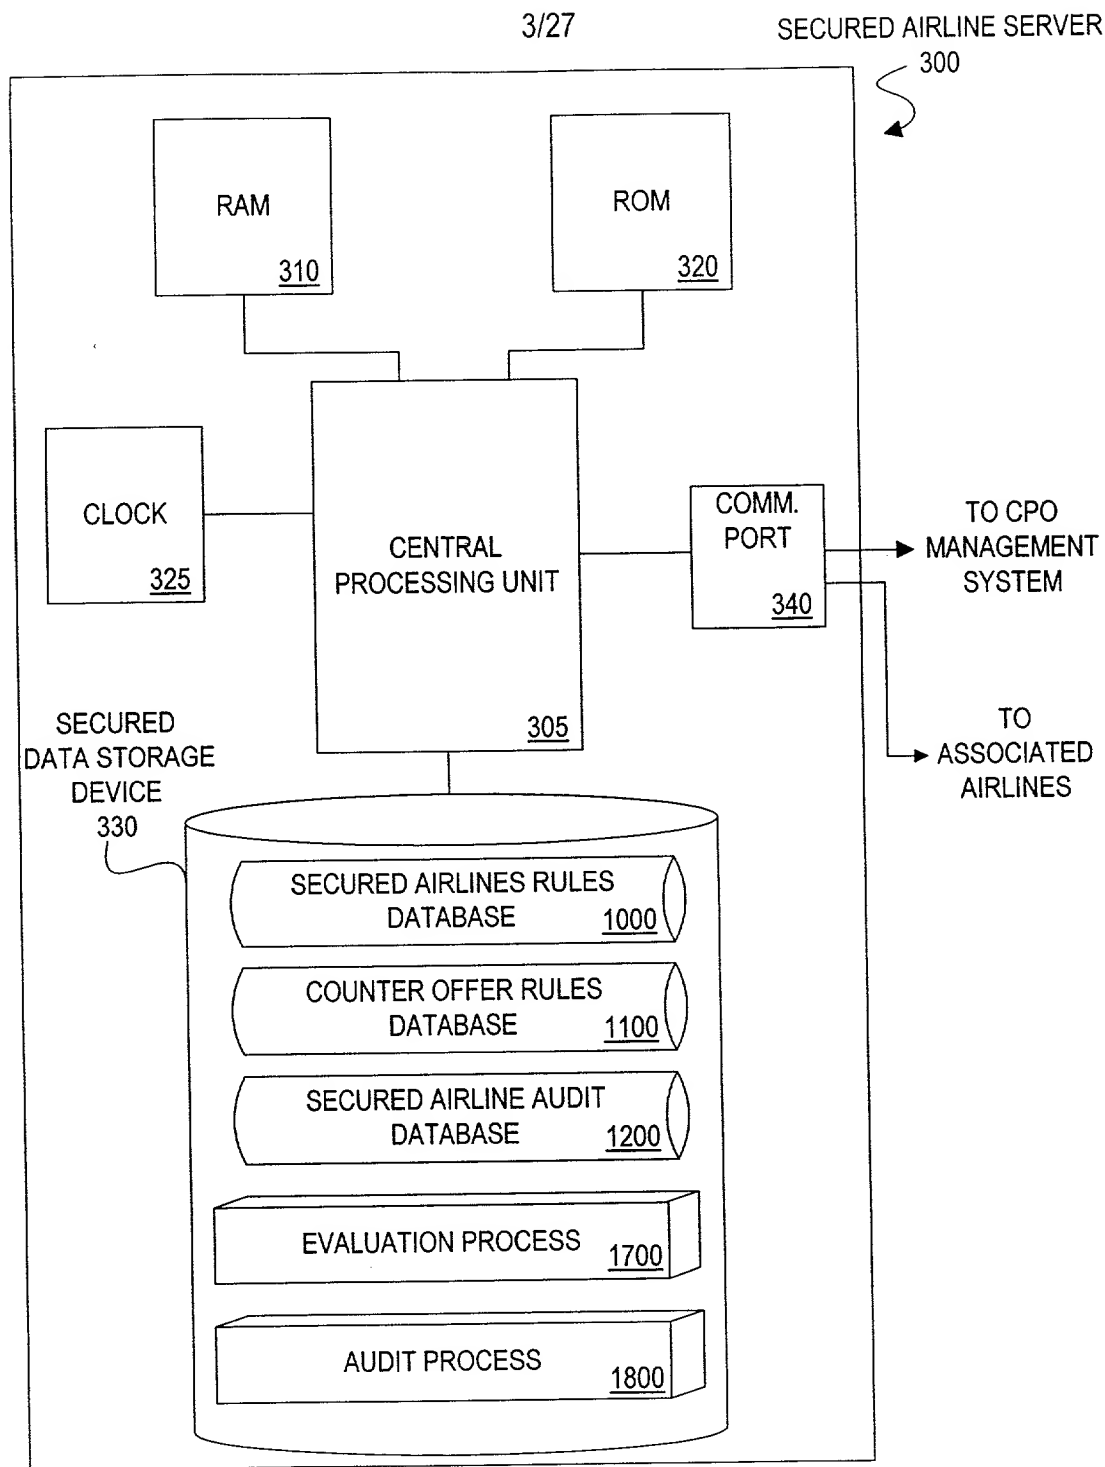 3/27
SECURED AIRLINE SERVER
300
RAM
310
ROM
320
CLOCK
325
CENTRAL
PROCESSING UNIT
305
COMM.
PORT
340
TO CPO
MANAGEMENT
SYSTEM
TO
ASSOCIATED
AIRLINES
SECURED
DATA STORAGE
DEVICE
330
SECURED AIRLINES RULES
DATABASE
1000
COUNTER OFFER RULES
DATABASE
1100
SECURED AIRLINE AUDIT
DATABASE
1200
EVALUATION PROCESS
1700
AUDIT PROCESS
1800